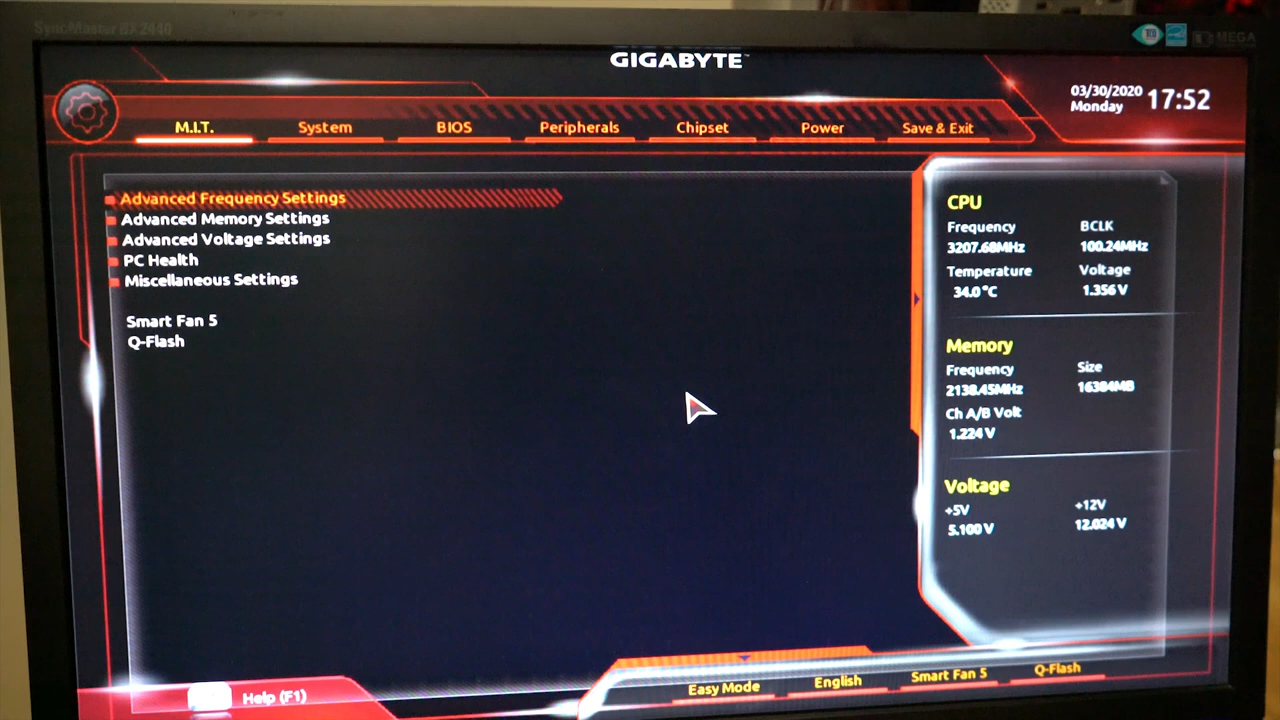 SyncMaster BX2440
MEGA
GIGABYTE™
03/30/2020
Monday
17:52
M.I.T. System BIOS Peripherals Chipset Power Save & Exit
Advanced Frequency Settings
Advanced Memory Settings
Advanced Voltage Settings
PC Health
Miscellaneous Settings
Smart Fan 5
Q-Flash
CPU
Frequency BCLK
3207.68MHz 100.24MHz
Temperature Voltage
34.0°C 1.356 V
Memory
Frequency Size
2138.45MHz 16384MB
Ch A/B Volt
1.224 V
Voltage
+5V +12V
5.100 V 12.024 V
Help (F1)
Easy Mode English Smart Fan 5 Q-Flash